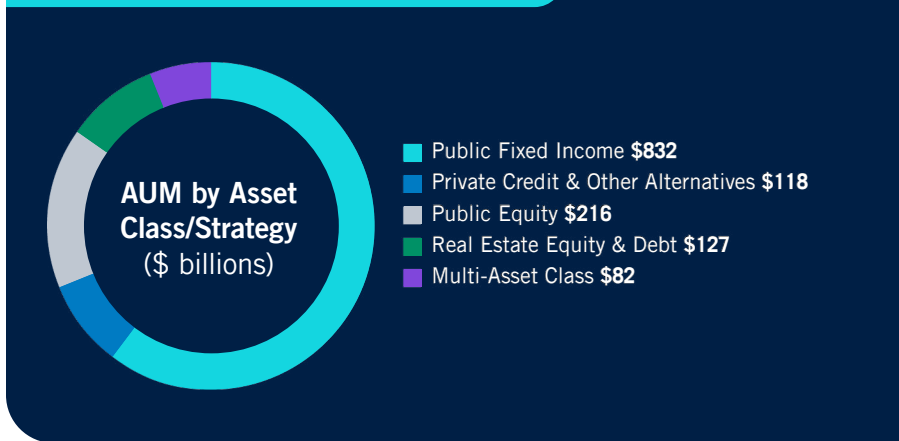 AUM by Asset
Class/Strategy
($ billions)
Public Fixed Income $832
Private Credit & Other Alternatives $118
Public Equity $216
Real Estate Equity & Debt $127
Multi-Asset Class $82